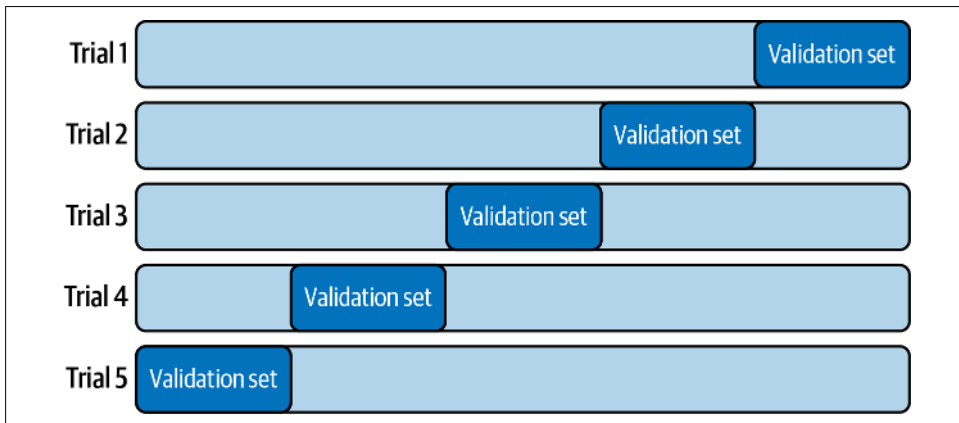 Trial 1 Validation set
Trial 2 Validation set
Trial 3 Validation set
Trial 4 Validation set
Trial 5 Validation set